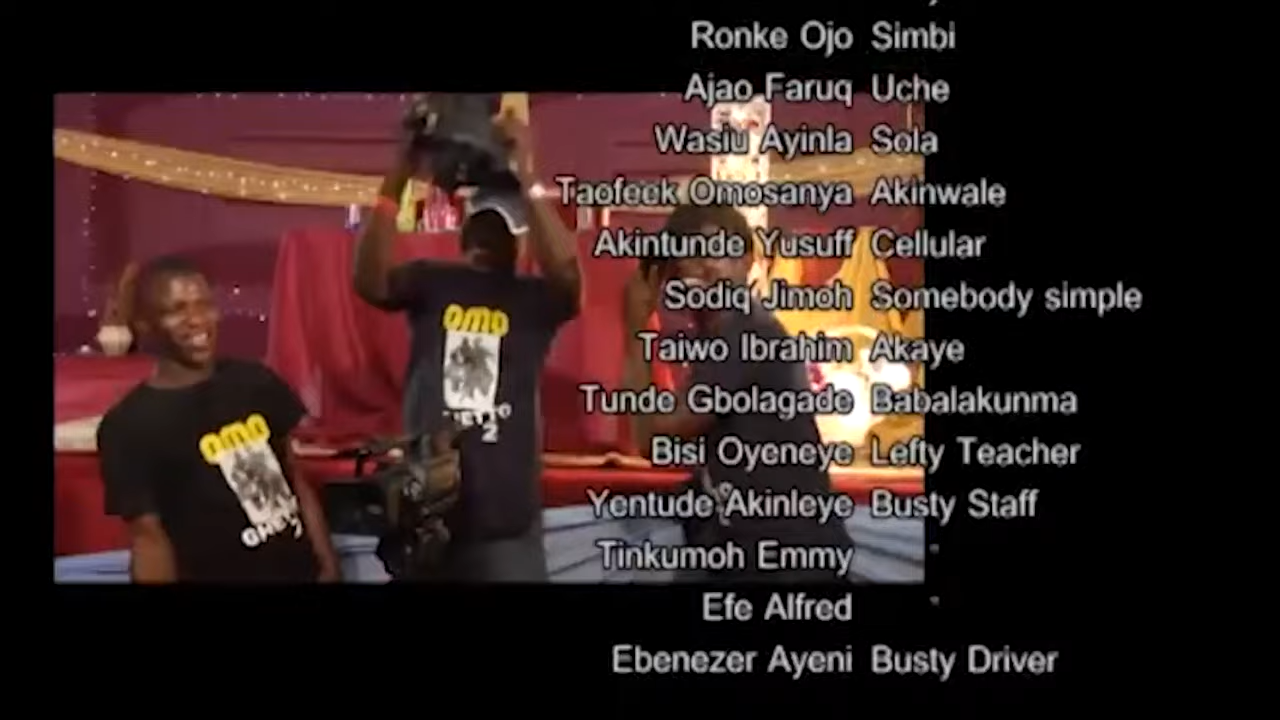 Ronke Ojo Simbi
Ajao Faruq Uche
Wasiu Ayinla Sola
Taofeek Omosanya Akinwale
Akintunde Yusuff Cellular
Sodiq Jimoh Somebody simple
Taiwo Ibrahim Akaye
Tunde Gbolagade Babalakunma
Bisi Oyeneye Lefty Teacher
Yentude Akinleye Busty Staff
Tinkumoh Emmy
Efe Alfred
Ebenezer Ayeni Busty Driver
OMO
2
OMO
2